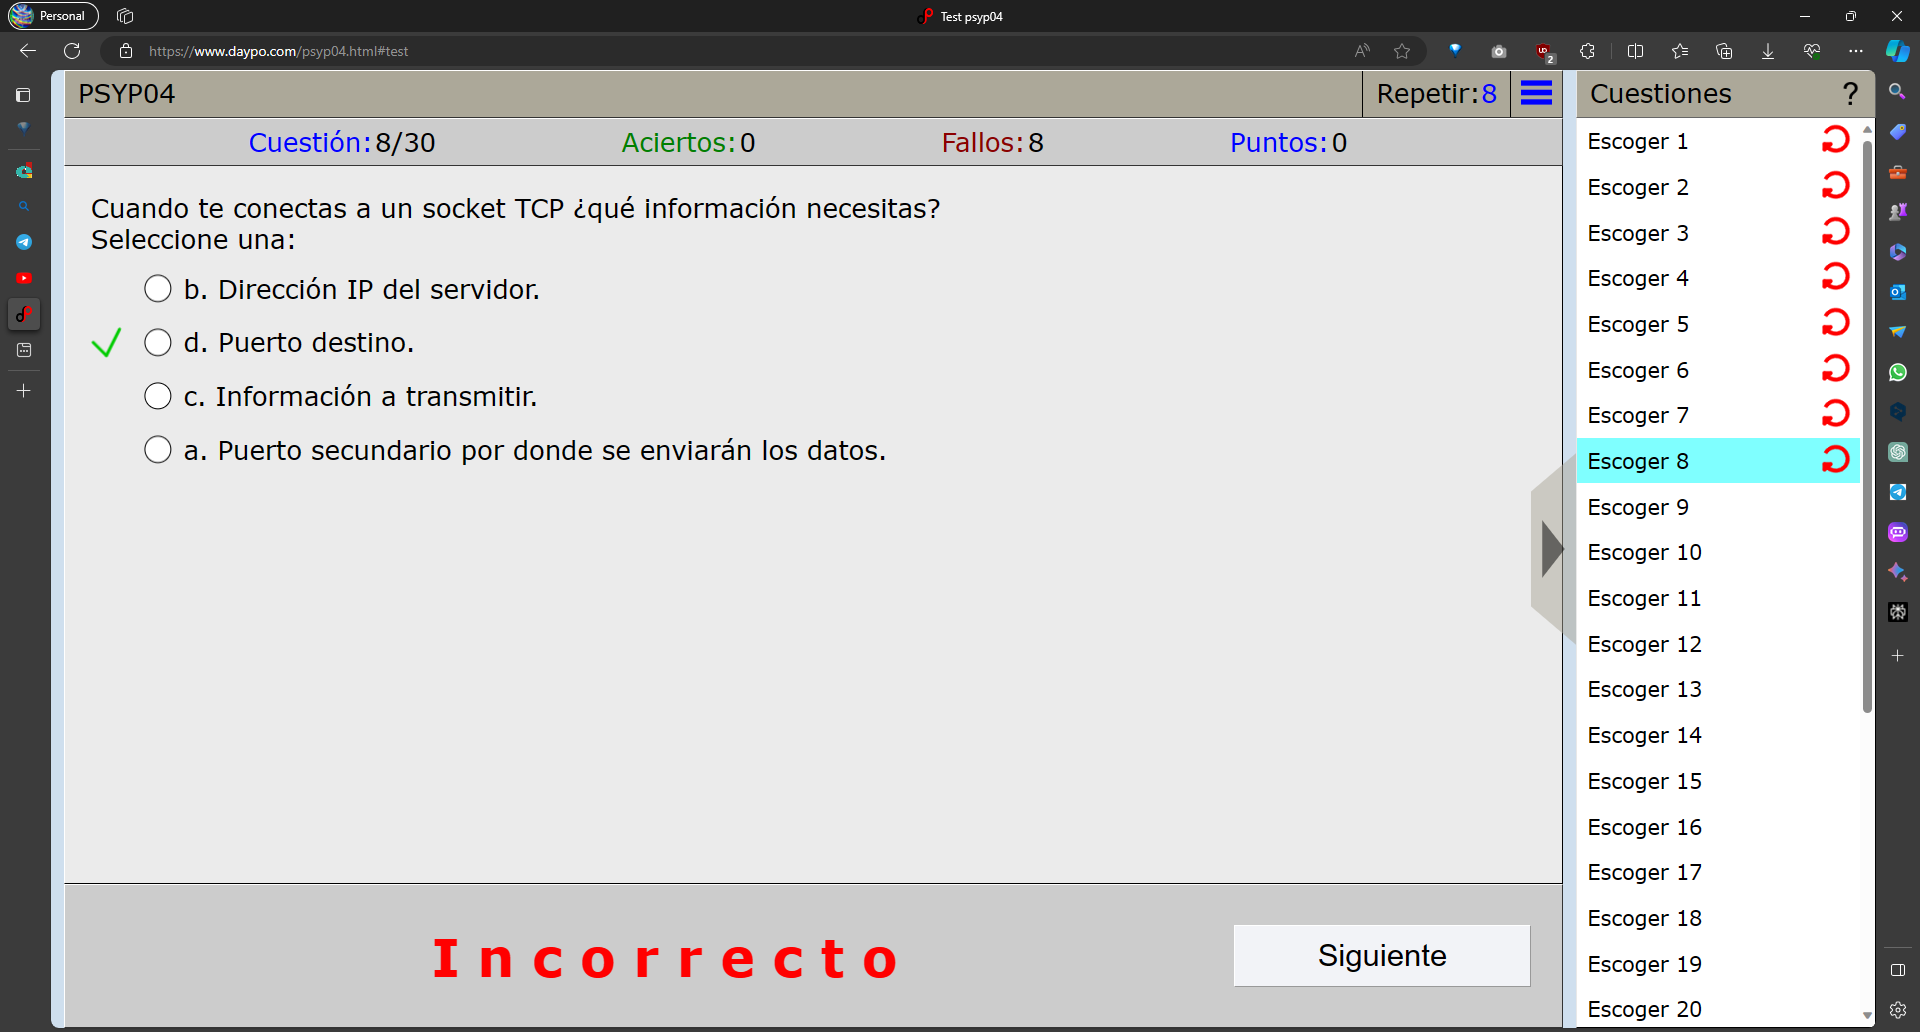 Personal
Test psyp04
https://www.daypo.com/psyp04.html#test
2
PSYP04
Repetir:8
Cuestiones
?
Cuestión:8/30
Aciertos:0
Fallos:8
Puntos:0
Cuando te conectas a un socket TCP ¿qué información necesitas?
Seleccione una:
b. Dirección IP del servidor.
d. Puerto destino.
c. Información a transmitir.
a. Puerto secundario por donde se enviarán los datos.
Incorrecto
Siguiente
Escoger 1
Escoger 2
Escoger 3
Escoger 4
Escoger 5
Escoger 6
Escoger 7
Escoger 8
Escoger 9
Escoger 10
Escoger 11
Escoger 12
Escoger 13
Escoger 14
Escoger 15
Escoger 16
Escoger 17
Escoger 18
Escoger 19
Escoger 20